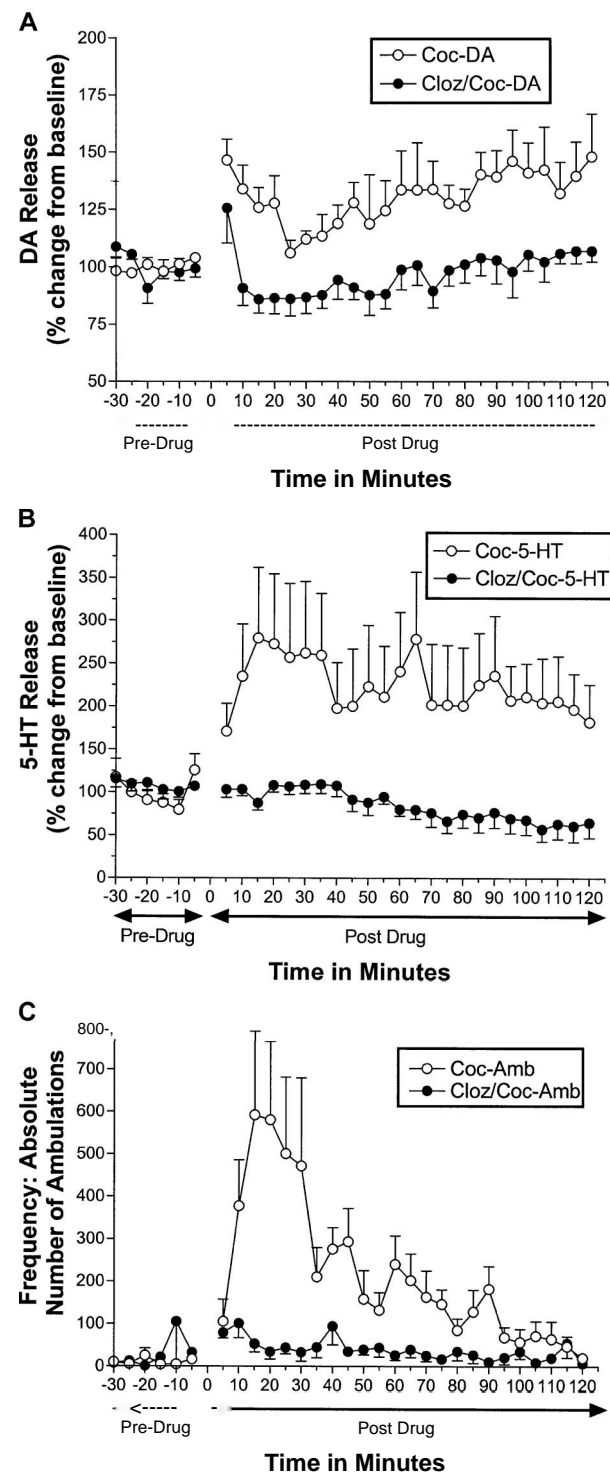 A
200
175
150
125
100
75
50
DA Release
(% change from baseline)
Coc-DA
Cloz/Coc-DA
-30 -20 -10 0 10 20 30 40 50 60 70 80 90 100 110 120
Pre-Drug Post Drug
Time in Minutes
B
400
350
300
250
200
150
100
50
0
5-HT Release
(% change from baseline)
Coc-5-HT
Cloz/Coc-5-HT
-30 -20 -10 0 10 20 30 40 50 60 70 80 90 100 110 120
Pre-Drug Post Drug
Time in Minutes
C
800
700
600
500
400
300
200
100
0
Frequency: Absolute
Number of Ambulations
Coc-Amb
Cloz/Coc-Amb
-30 -20 -10 0 10 20 30 40 50 60 70 80 90 100 110 120
Pre-Drug Post Drug
Time in Minutes